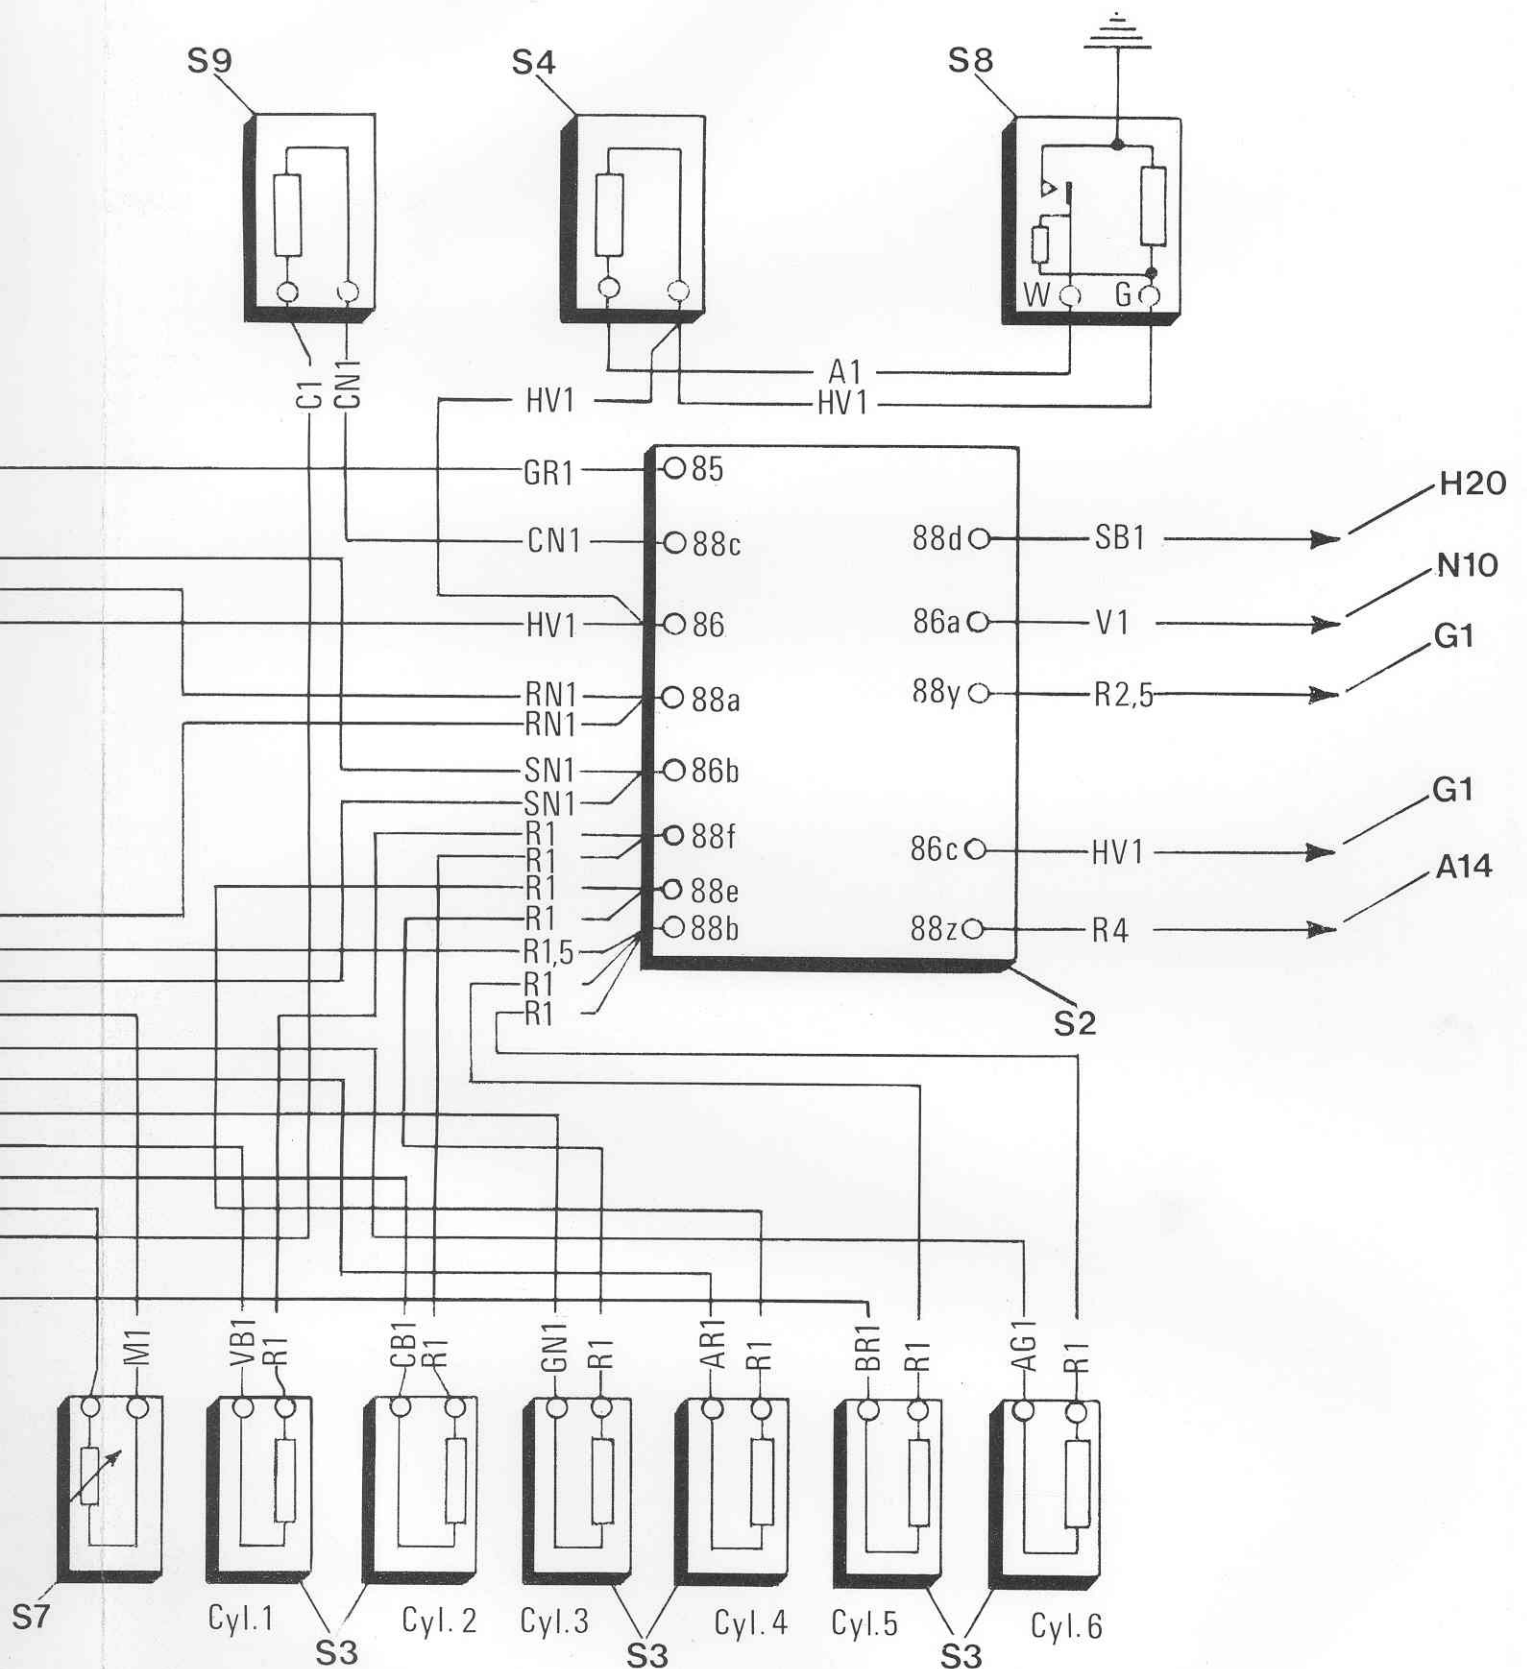 S9
S4
S8
W
G
C1
CN1
A1
HV1
HV1
GR1
85
H20
CN1
88c
88d
SB1
N10
HV1
86
86a
V1
G1
RN1
88a
88y
R2,5
RN1
SN1
86b
SN1
G1
R1
88f
86c
HV1
R1
A14
R1
88e
R1
88b
88z
R4
R1,5
R1
R1
S2
M1
VB1
R1
CB1
R1
GN1
R1
AR1
R1
BR1
R1
AG1
R1
S7
Cyl.1
Cyl.2
Cyl.3
Cyl.4
Cyl.5
Cyl.6
S3
S3
S3